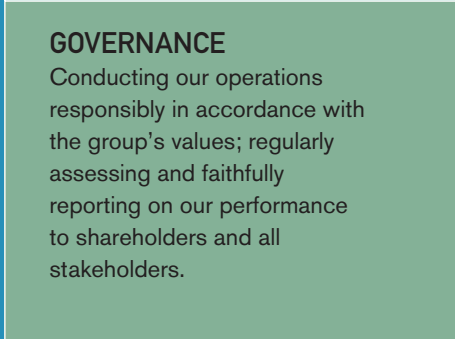 GOVERNANCE
Conducting our operations
responsibly in accordance with
the group's values; regularly
assessing and faithfully
reporting on our performance
to shareholders and all
stakeholders.